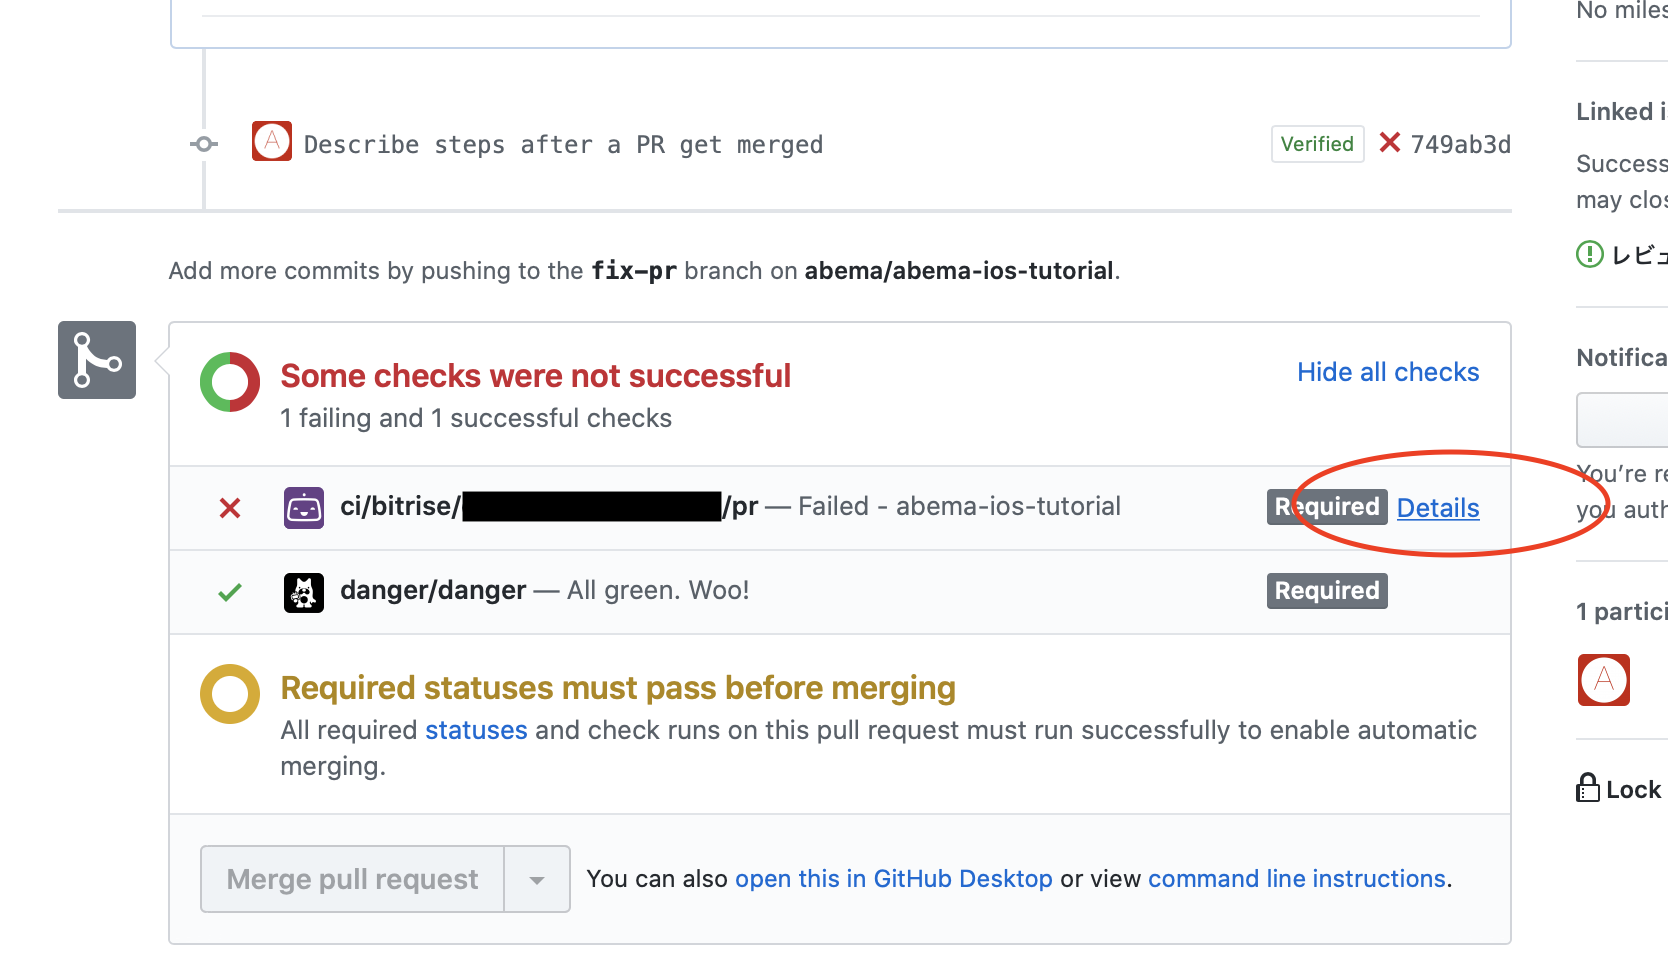 No miles
Describe steps after a PR get merged
Verified
749ab3d
Linked i
Success
may clos
レビュ
Add more commits by pushing to the fix-pr branch on abema/abema-ios-tutorial.
Some checks were not successful
1 failing and 1 successful checks
Hide all checks
Notifica
You're re
you auth
ci/bitrise/ /pr — Failed - abema-ios-tutorial
Required
Details
danger/danger — All green. Woo!
Required
1 partici
Required statuses must pass before merging
All required statuses and check runs on this pull request must run successfully to enable automatic
merging.
Lock
Merge pull request
You can also open this in GitHub Desktop or view command line instructions.